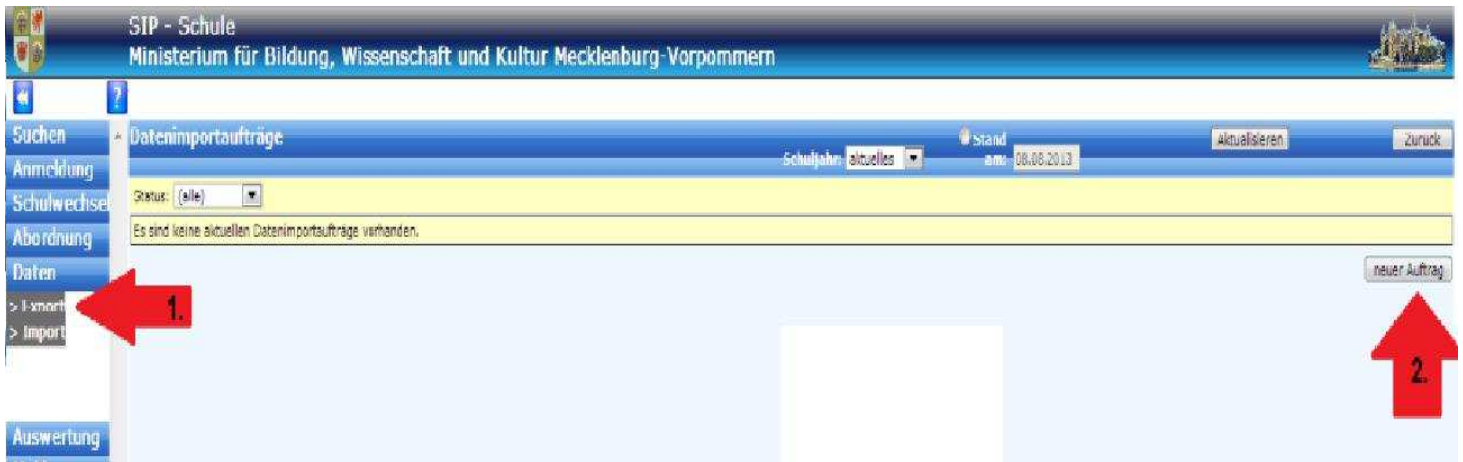 SIP - Schule
Ministerium für Bildung, Wissenschaft und Kultur Mecklenburg-Vorpommern
?
Suchen
Datenimportaufträge
Schuljahr: aktuelles
Stand am: 08.08.2013
Aktualisieren
Zurück
Anmeldung
Schulwechsel
Status: (alle)
Abordnung
Es sind keine aktuellen Datenimportaufträge vorhanden.
Daten
neuer Auftrag
> Export
1.
> Import
2.
Auswertung